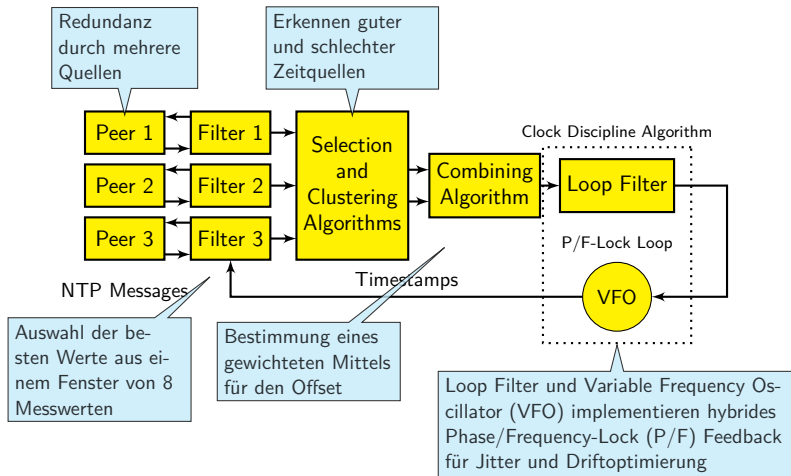 Redundanz
durch mehrere
Quellen
Erkennen guter
und schlechter
Zeitquellen
Peer 1
Filter 1
Peer 2
Filter 2
Peer 3
Filter 3
Selection
and
Clustering
Algorithms
Combining
Algorithm
Clock Discipline Algorithm
Loop Filter
P/F-Lock Loop
VFO
NTP Messages
Timestamps
Auswahl der be-
sten Werte aus ei-
nem Fenster von 8
Messwerten
Bestimmung eines
gewichteten Mittels
für den Offset
Loop Filter und Variable Frequency Os-
cillator (VFO) implementieren hybrides
Phase/Frequency-Lock (P/F) Feedback
für Jitter und Driftoptimierung